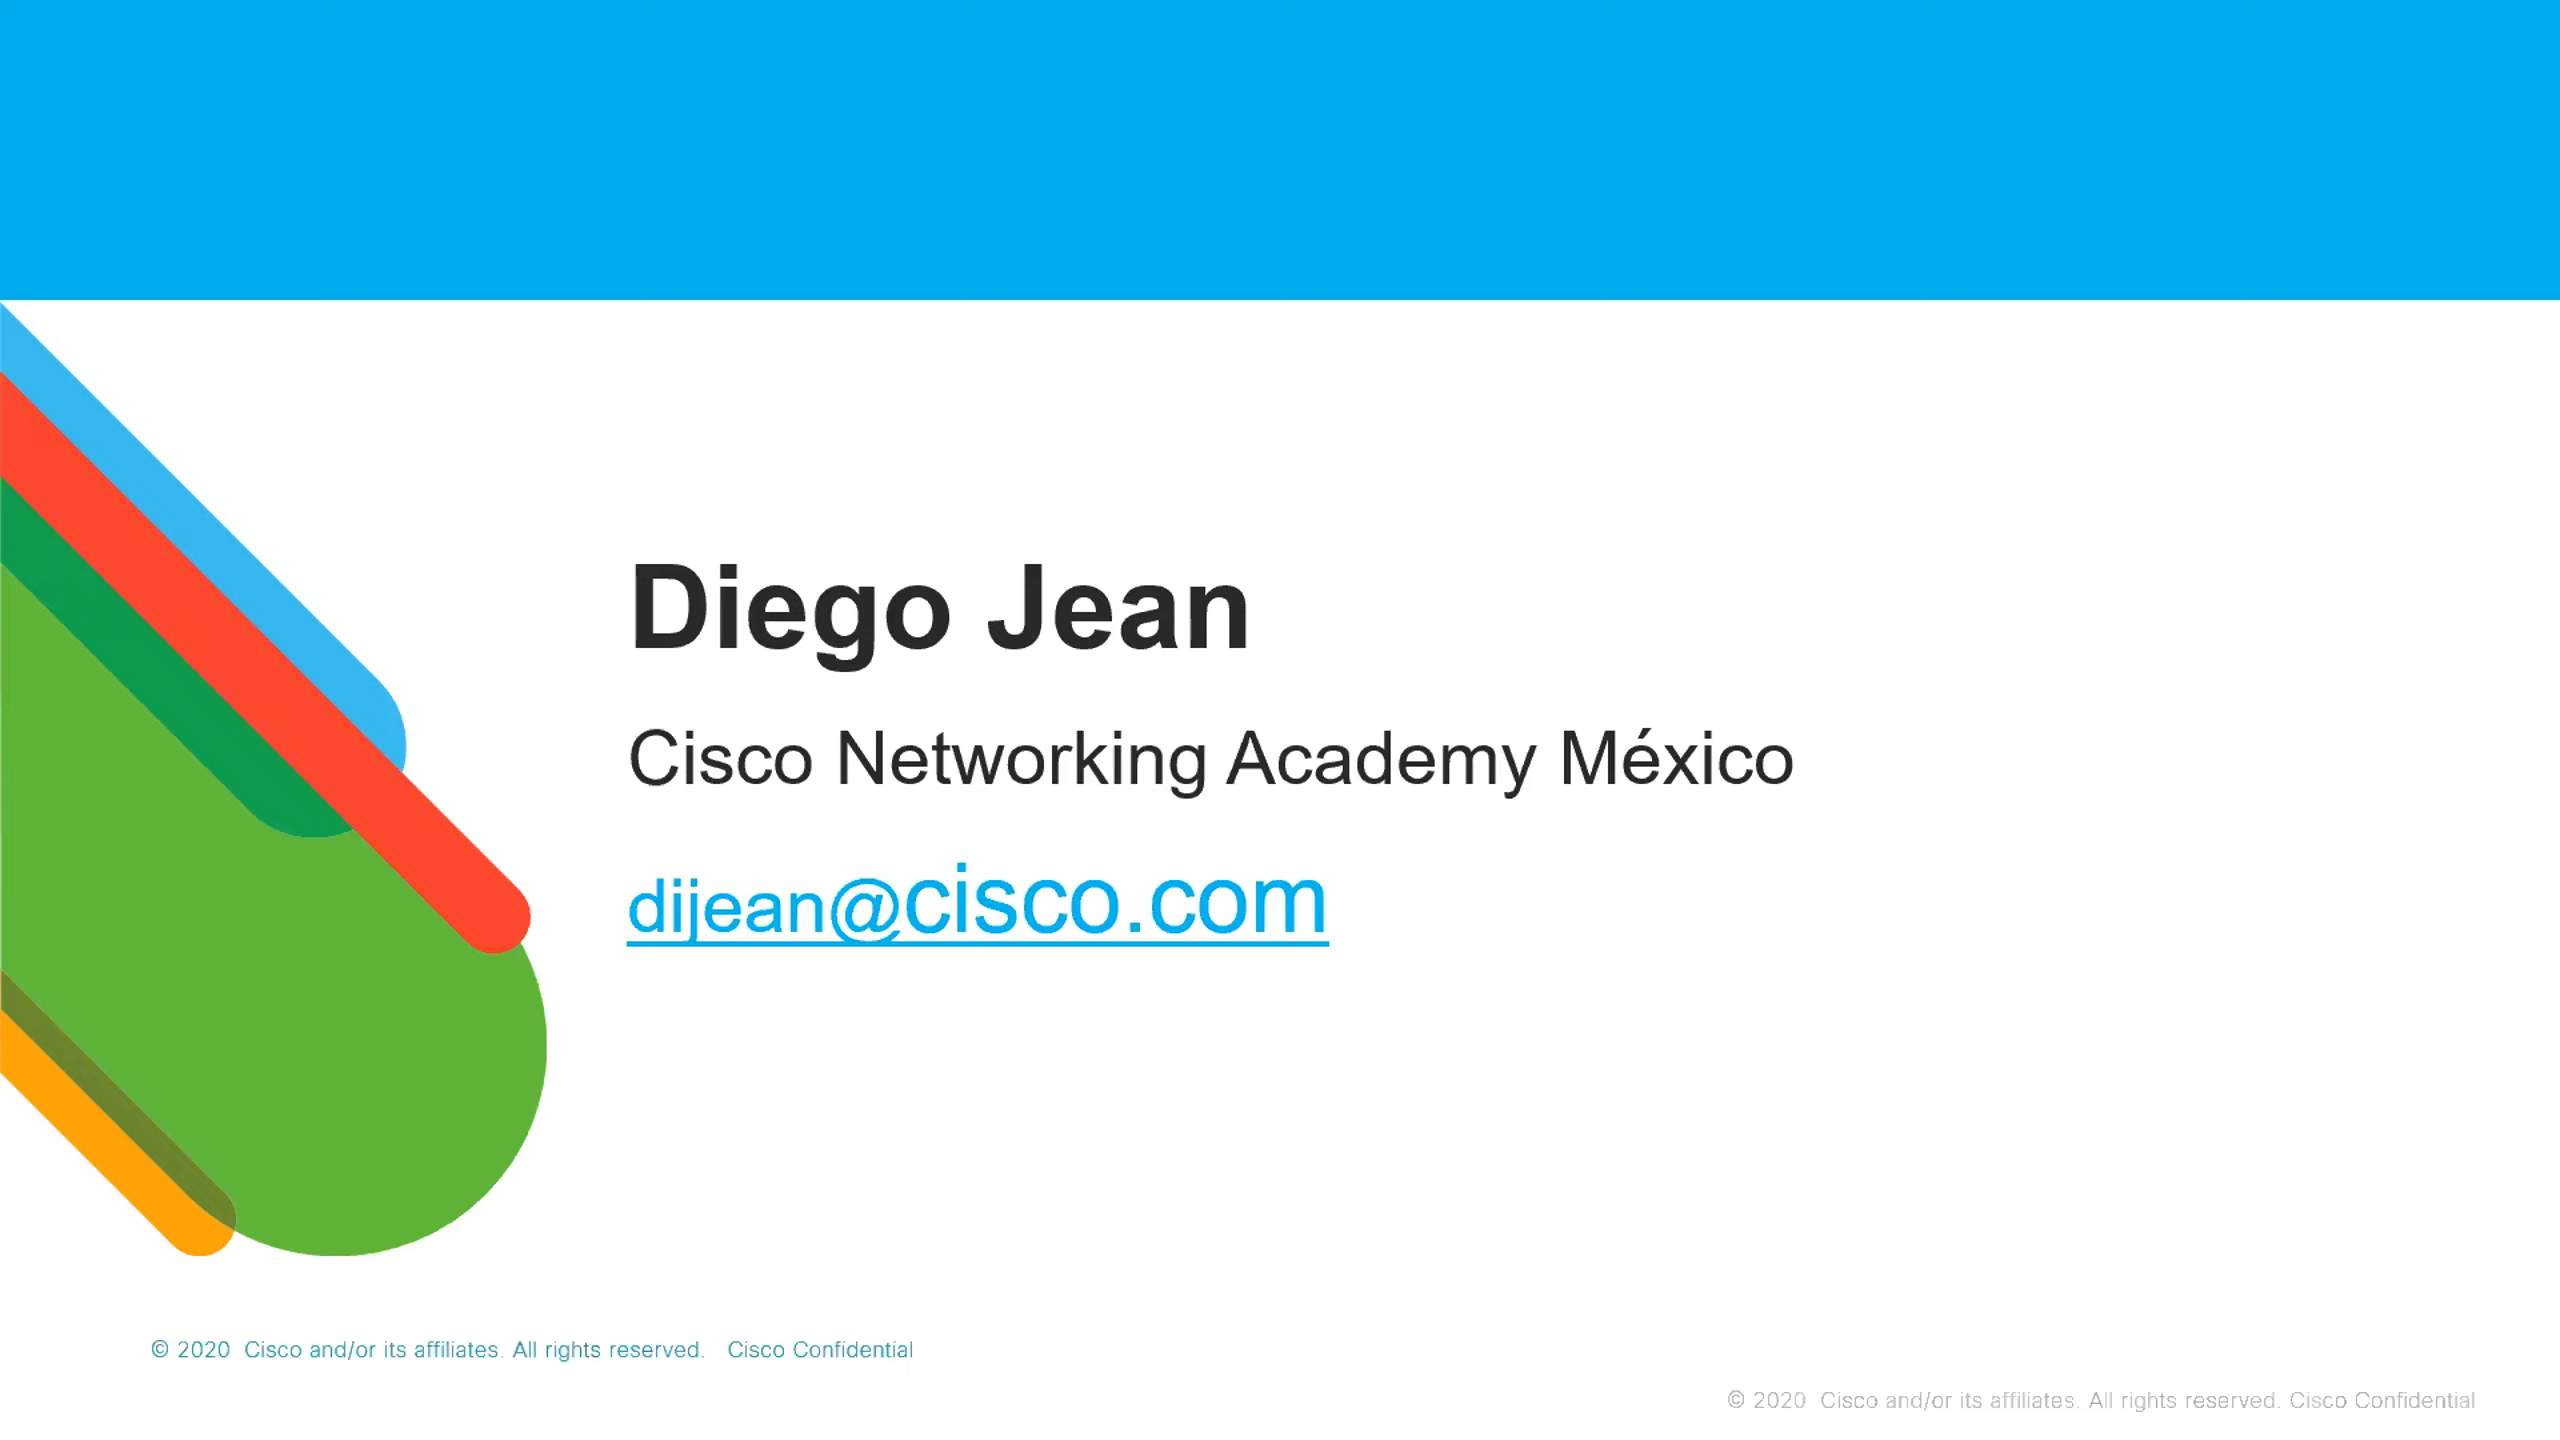 Diego Jean
Cisco Networking Academy México
dijean@cisco.com
© 2020 Cisco and/or its affiliates. All rights reserved. Cisco Confidential
© 2020 Cisco and/or its affiliates. All rights reserved. Cisco Confidential